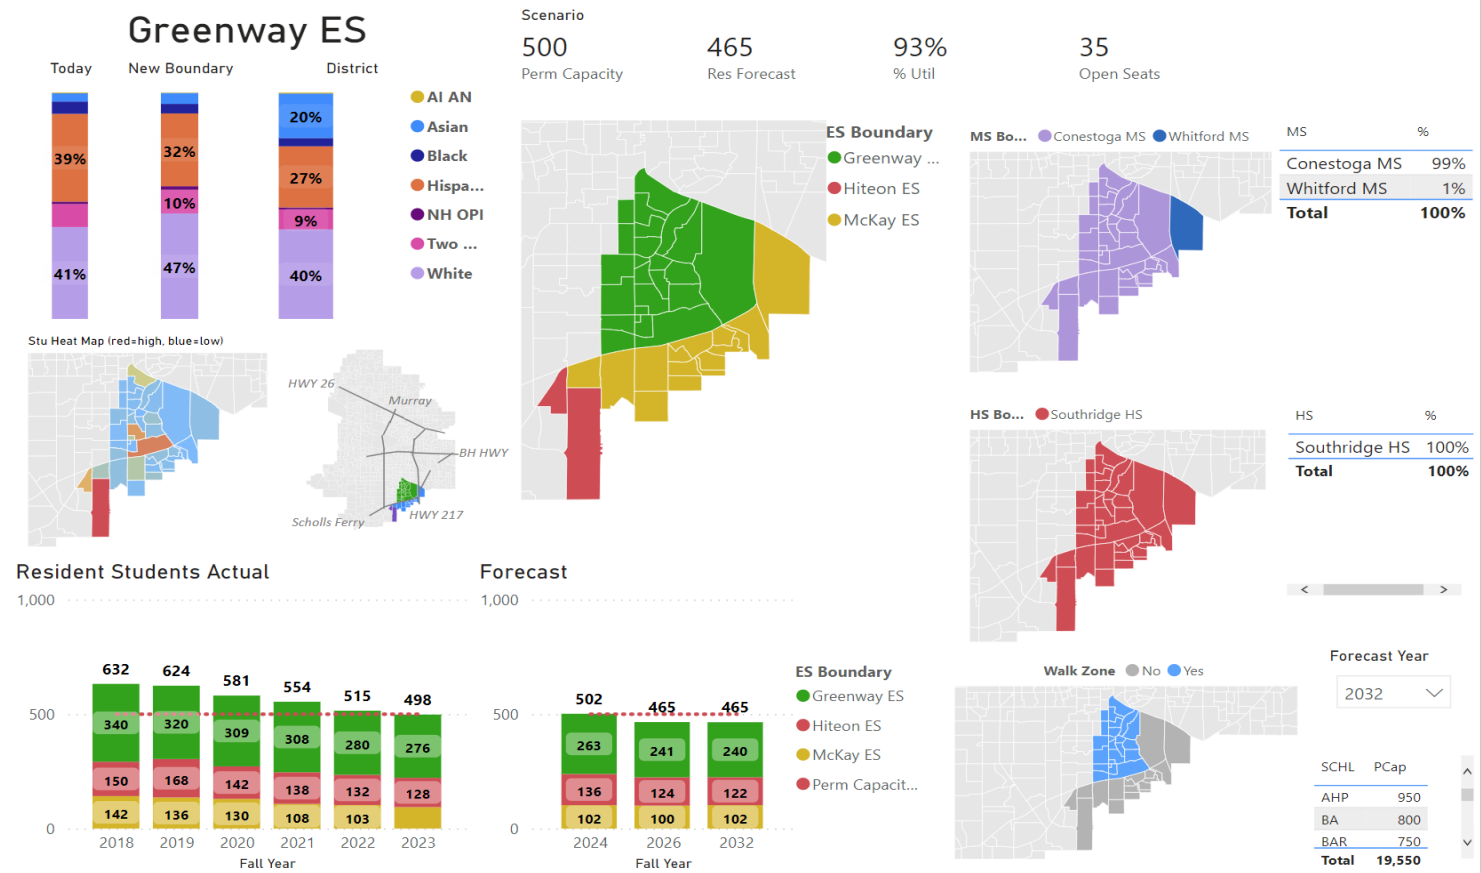 Greenway ES
Today
New Boundary
District
39%
41%
32%
10%
47%
20%
27%
9%
40%
AI AN
Asian
Black
Hispa...
NH OPI
Two ...
White
Scenario
500
Perm Capacity
465
Res Forecast
93%
% Util
35
Open Seats
ES Boundary
Greenway ...
Hiteon ES
McKay ES
MS Bo...
Conestoga MS
Whitford MS
MS %
Conestoga MS 99%
Whitford MS 1%
Total 100%
Stu Heat Map (red=high, blue=low)
HWY 26
Murray
BH HWY
HWY 217
Scholls Ferry
HS Bo...
Southridge HS
HS %
Southridge HS 100%
Total 100%
Resident Students Actual
1,000
500
0
632
340
150
142
2018
624
320
168
136
2019
581
309
142
130
2020
554
308
138
108
2021
515
280
132
103
2022
498
276
128
2023
Fall Year
Forecast
1,000
500
0
502
263
136
102
2024
465
241
124
100
2026
465
240
122
102
2032
Fall Year
ES Boundary
Greenway ES
Hiteon ES
McKay ES
Perm Capacit...
Walk Zone
No
Yes
Forecast Year
2032
SCHL PCap
AHP 950
BA 800
BAR 750
Total 19,550